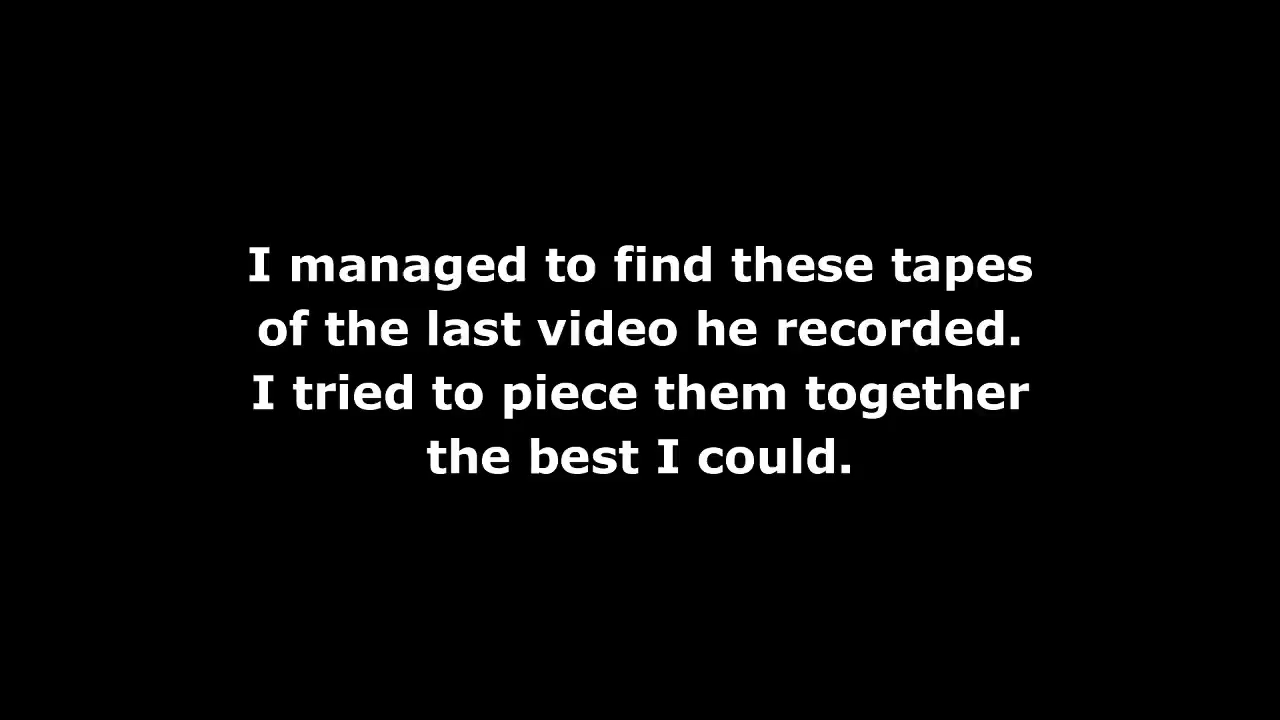 I managed to find these tapes
of the last video he recorded.
I tried to piece them together
the best I could.